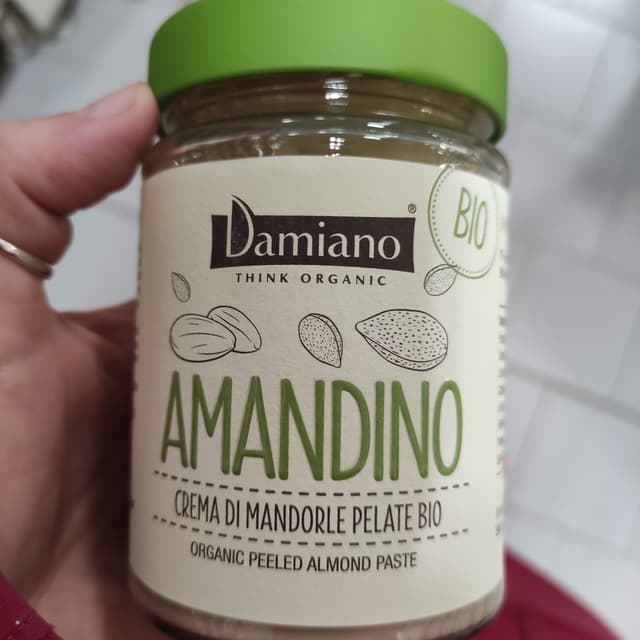 Damiano®
THINK ORGANIC
BIO
AMANDINO
CREMA DI MANDORLE PELATE BIO
ORGANIC PEELED ALMOND PASTE